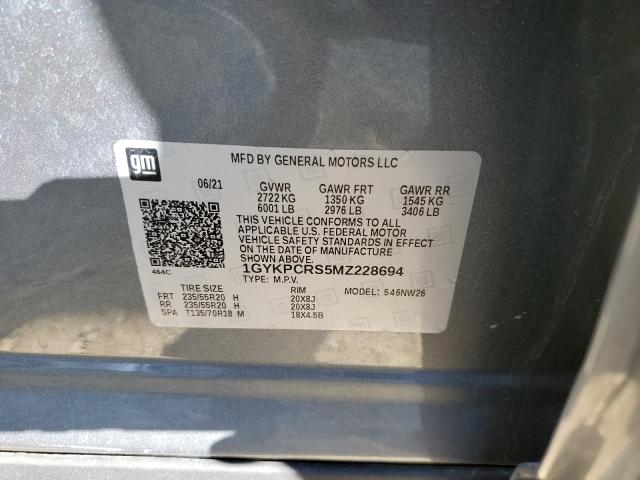 gm
MFD BY GENERAL MOTORS LLC
06/21 GVWR GAWR FRT GAWR RR
2722 KG 1350 KG 1545 KG
6001 LB 2976 LB 3406 LB
THIS VEHICLE CONFORMS TO ALL
APPLICABLE U.S. FEDERAL MOTOR
VEHICLE SAFETY STANDARDS IN EFFECT
ON THE DATE OF MANUFACTURE
SHOWN ABOVE.
464C 1GYKPCRS5MZ228694
TYPE: M.P.V.
TIRE SIZE RIM MODEL: 546NW26
FRT 235/55R20 H 20X8J
RR 235/55R20 H 20X8J
SPA T135/70R18 M 18X4.5B